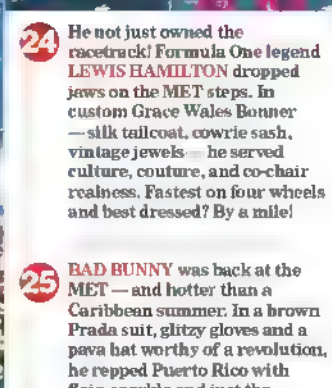 24
He not just owned the
racetrack! Formula One legend
LEWIS HAMILTON dropped
jaws on the MET steps. In
custom Grace Wales Bonner
— silk tailcoat, cowrie sash,
vintage jewels — he served
culture, couture, and co-chair
realness. Fastest on four wheels
and best dressed? By a mile!
25
BAD BUNNY was back at the
MET — and hotter than a
Caribbean summer. In a brown
Prada suit, glitzy gloves and a
pava hat worthy of a revolution,
he repped Puerto Rico with